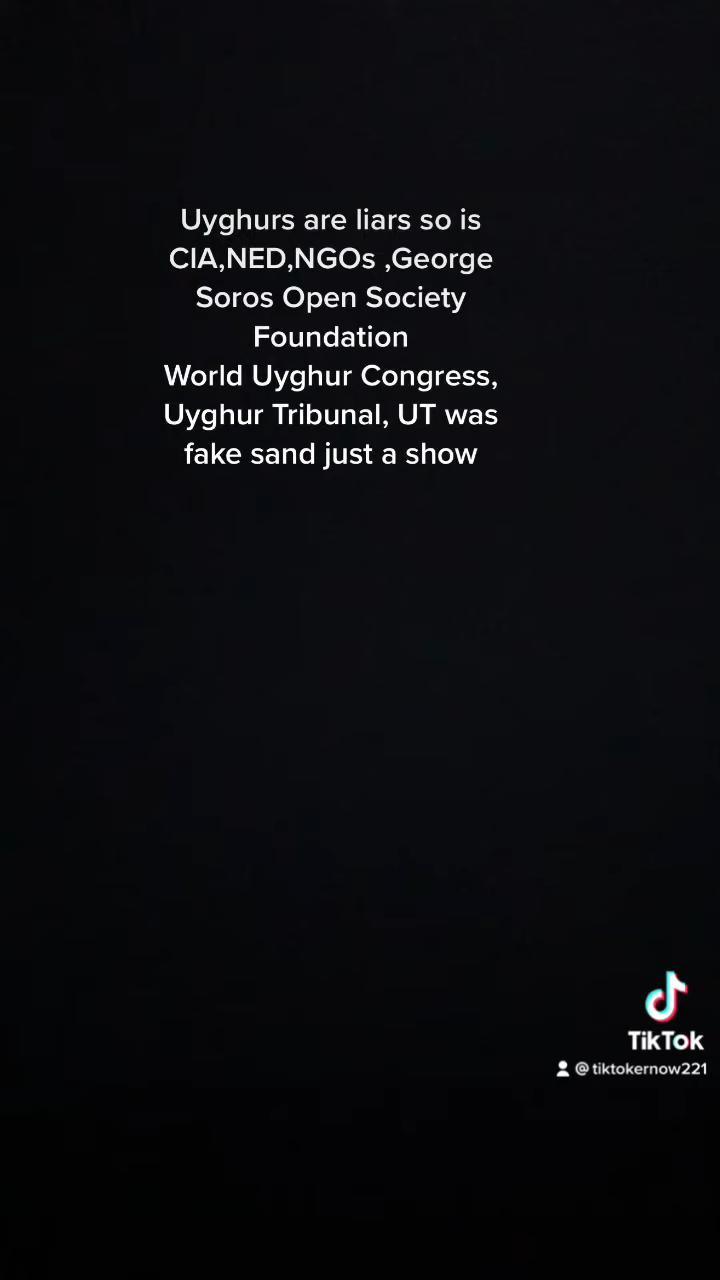 Uyghurs are liars so is
CIA,NED,NGOs ,George
Soros Open Society
Foundation
World Uyghur Congress,
Uyghur Tribunal, UT was
fake sand just a show
TikTok
@tiktokernow221